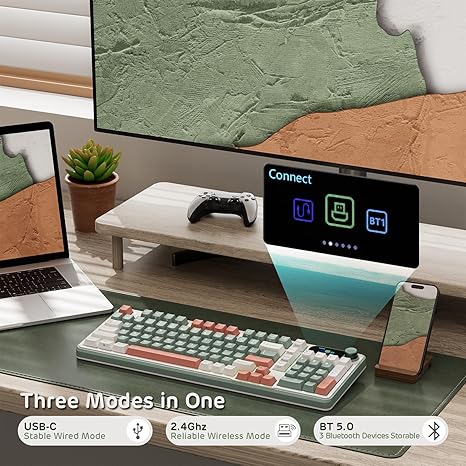 Connect
BT1
Three Modes in One
USB-C
Stable Wired Mode
2.4Ghz
Reliable Wireless Mode
BT 5.0
3 Bluetooth Devices Storable